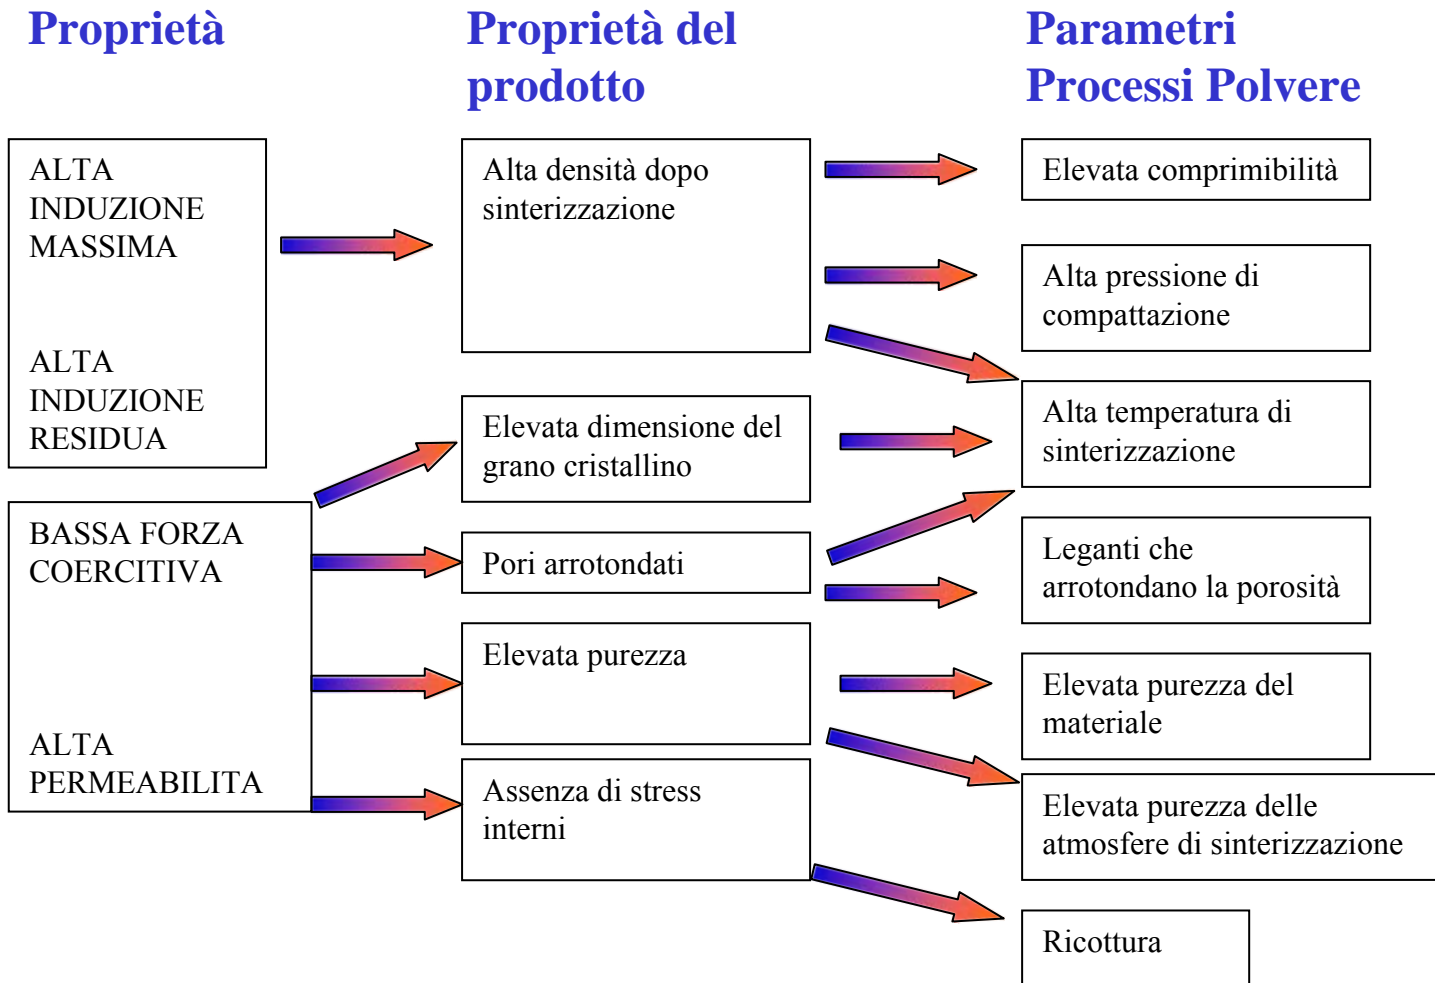 Proprietà
Proprietà del
prodotto
Parametri
Processi Polvere
ALTA
INDUZIONE
MASSIMA
ALTA
INDUZIONE
RESIDUA
BASSA FORZA
COERCITIVA
ALTA
PERMEABILITA
Alta densità dopo
sinterizzazione
Elevata dimensione del
grano cristallino
Pori arrotondati
Elevata purezza
Assenza di stress
interni
Elevata comprimibilità
Alta pressione di
compattazione
Alta temperatura di
sinterizzazione
Leganti che
arrotondano la porosità
Elevata purezza del
materiale
Elevata purezza delle
atmosfere di sinterizzazione
Ricottura